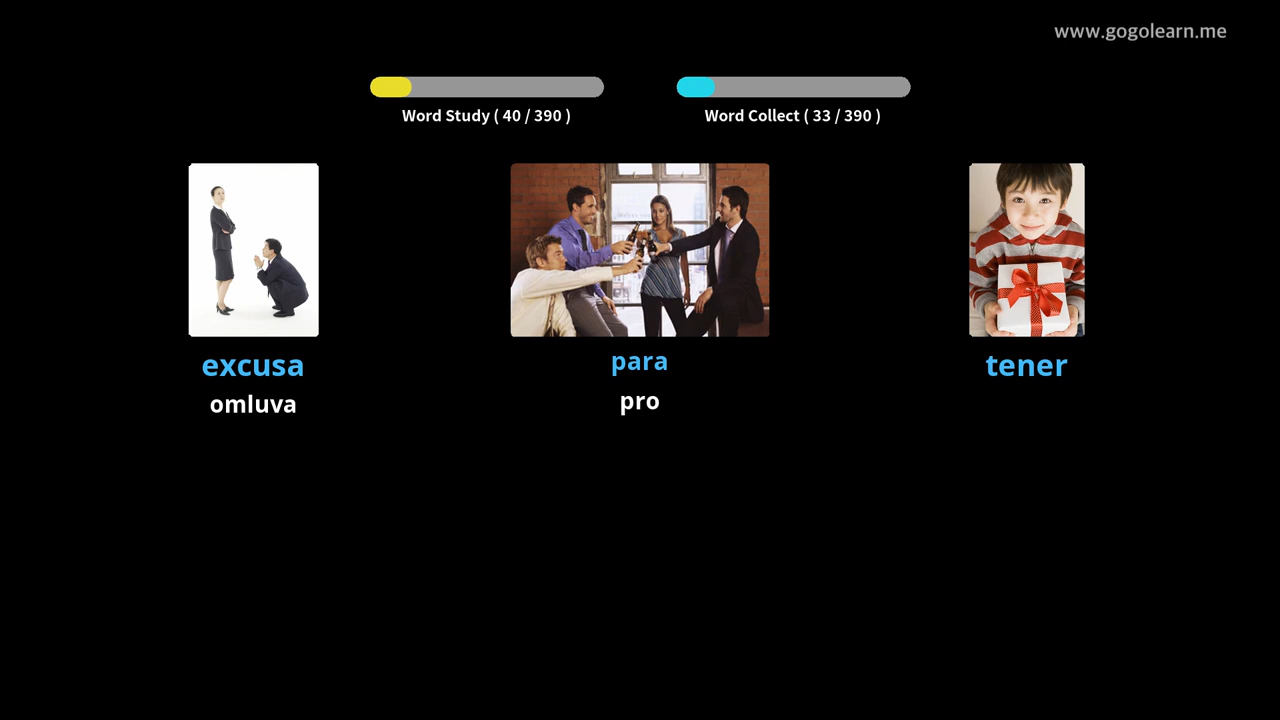 www.gogolearn.me
Word Study ( 40 / 390 )
Word Collect ( 33 / 390 )
excusa
omluva
para
pro
tener